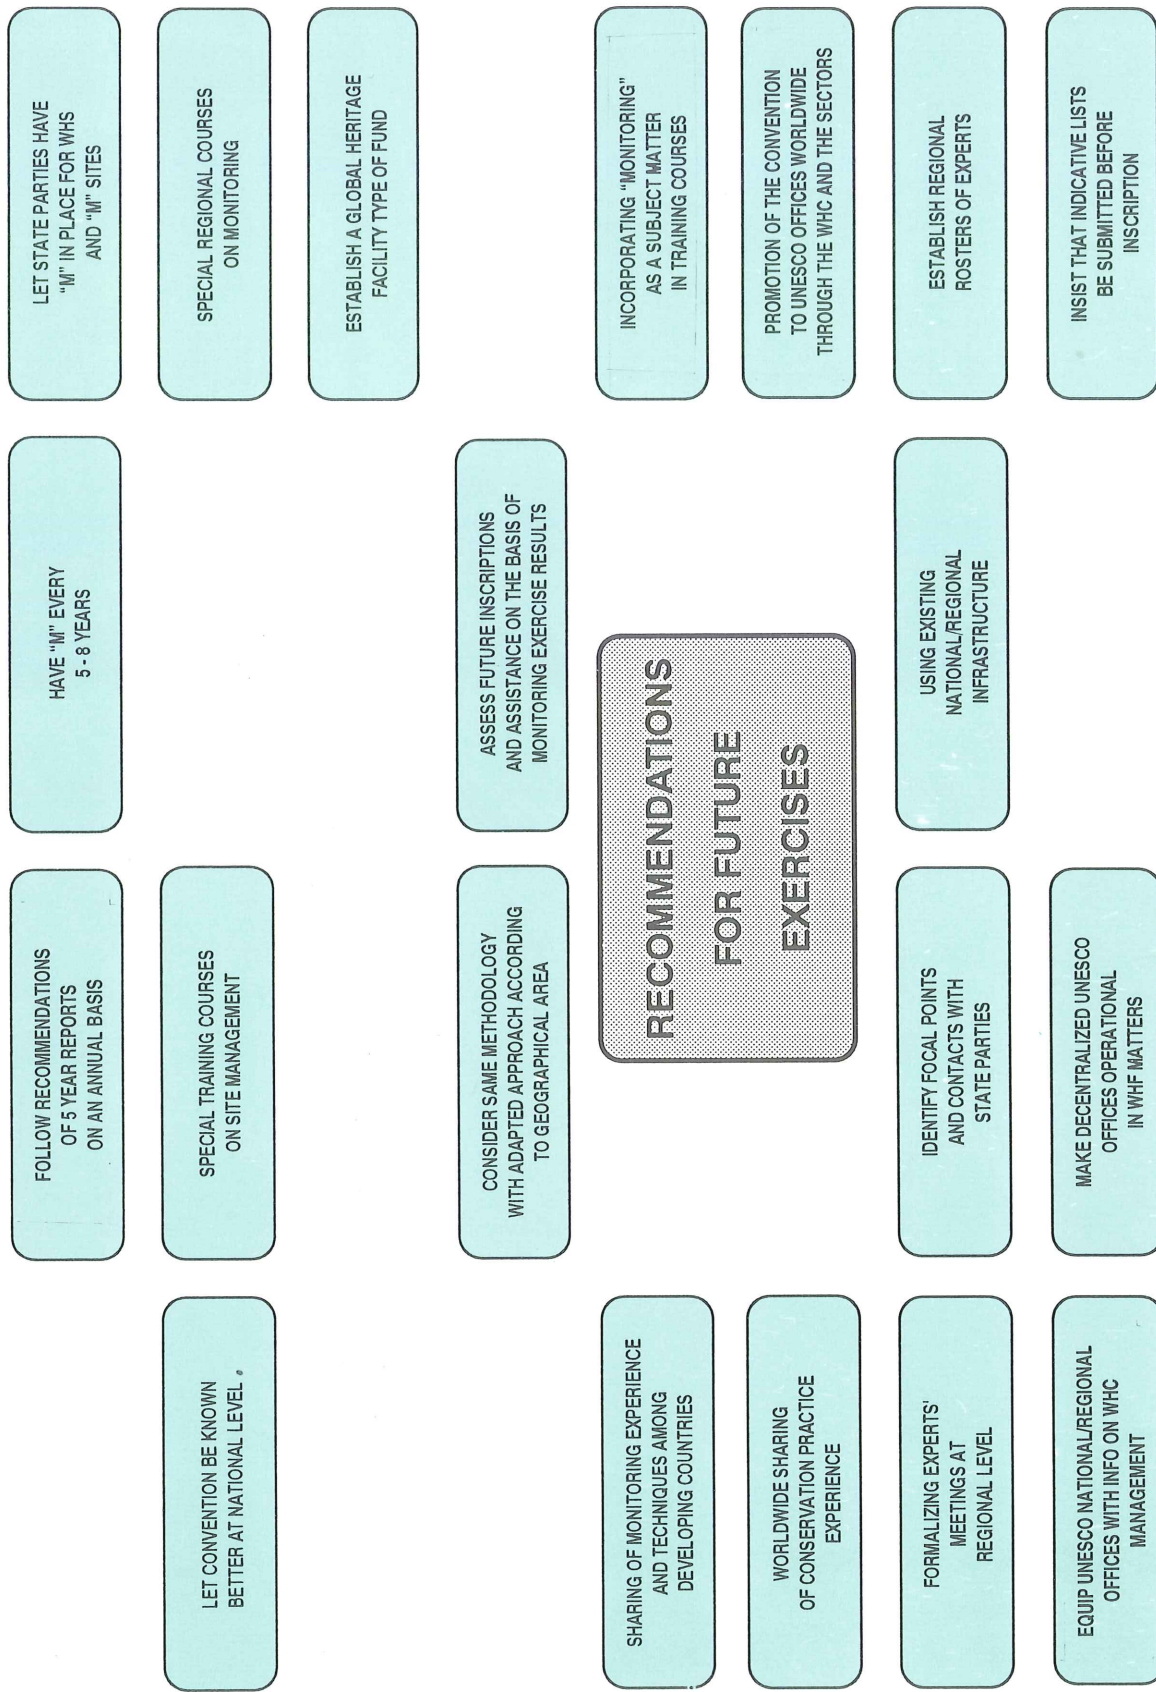 FOLLOW RECOMMENDATIONS
OF 5 YEAR REPORTS
ON AN ANNUAL BASIS
HAVE "M" EVERY
5 - 8 YEARS
LET STATE PARTIES HAVE
"M" IN PLACE FOR WHS
AND "M" SITES
LET CONVENTION BE KNOWN
BETTER AT NATIONAL LEVEL .
SPECIAL TRAINING COURSES
ON SITE MANAGEMENT
SPECIAL REGIONAL COURSES
ON MONITORING
ESTABLISH A GLOBAL HERITAGE
FACILITY TYPE OF FUND
CONSIDER SAME METHODOLOGY
WITH ADAPTED APPROACH ACCORDING
TO GEOGRAPHICAL AREA
ASSESS FUTURE INSCRIPTIONS
AND ASSISTANCE ON THE BASIS OF
MONITORING EXERCISE RESULTS
SHARING OF MONITORING EXPERIENCE
AND TECHNIQUES AMONG
DEVELOPING COUNTRIES
RECOMMENDATIONS
FOR FUTURE
EXERCISES
INCORPORATING "MONITORING"
AS A SUBJECT MATTER
IN TRAINING COURSES
WORLDWIDE SHARING
OF CONSERVATION PRACTICE
EXPERIENCE
PROMOTION OF THE CONVENTION
TO UNESCO OFFICES WORLDWIDE
THROUGH THE WHC AND THE SECTORS
FORMALIZING EXPERTS'
MEETINGS AT
REGIONAL LEVEL
IDENTIFY FOCAL POINTS
AND CONTACTS WITH
STATE PARTIES
USING EXISTING
NATIONAL/REGIONAL
INFRASTRUCTURE
ESTABLISH REGIONAL
ROSTERS OF EXPERTS
EQUIP UNESCO NATIONAL/REGIONAL
OFFICES WITH INFO ON WHC
MANAGEMENT
MAKE DECENTRALIZED UNESCO
OFFICES OPERATIONAL
IN WHF MATTERS
INSIST THAT INDICATIVE LISTS
BE SUBMITTED BEFORE
INSCRIPTION